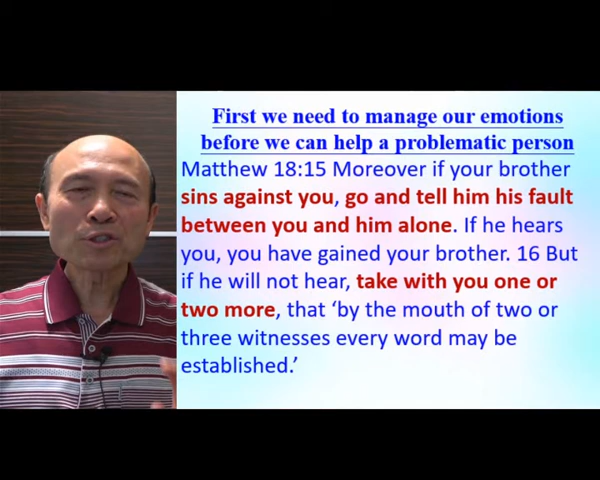 First we need to manage our emotions
before we can help a problematic person
Matthew 18:15 Moreover if your brother
sins against you, go and tell him his fault
between you and him alone. If he hears
you, you have gained your brother. 16 But
if he will not hear, take with you one or
two more, that ‘by the mouth of two or
three witnesses every word may be
established.’